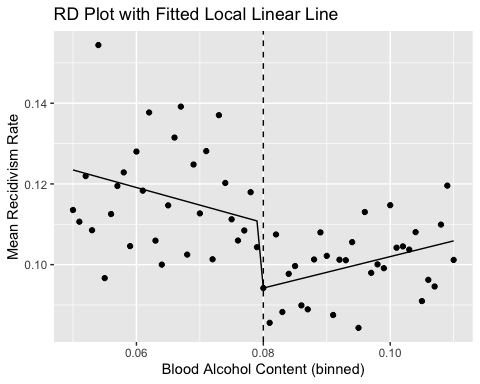 RD Plot with Fitted Local Linear Line
Mean Recidivism Rate
0.14
0.12
0.10
0.06
0.08
0.10
Blood Alcohol Content (binned)